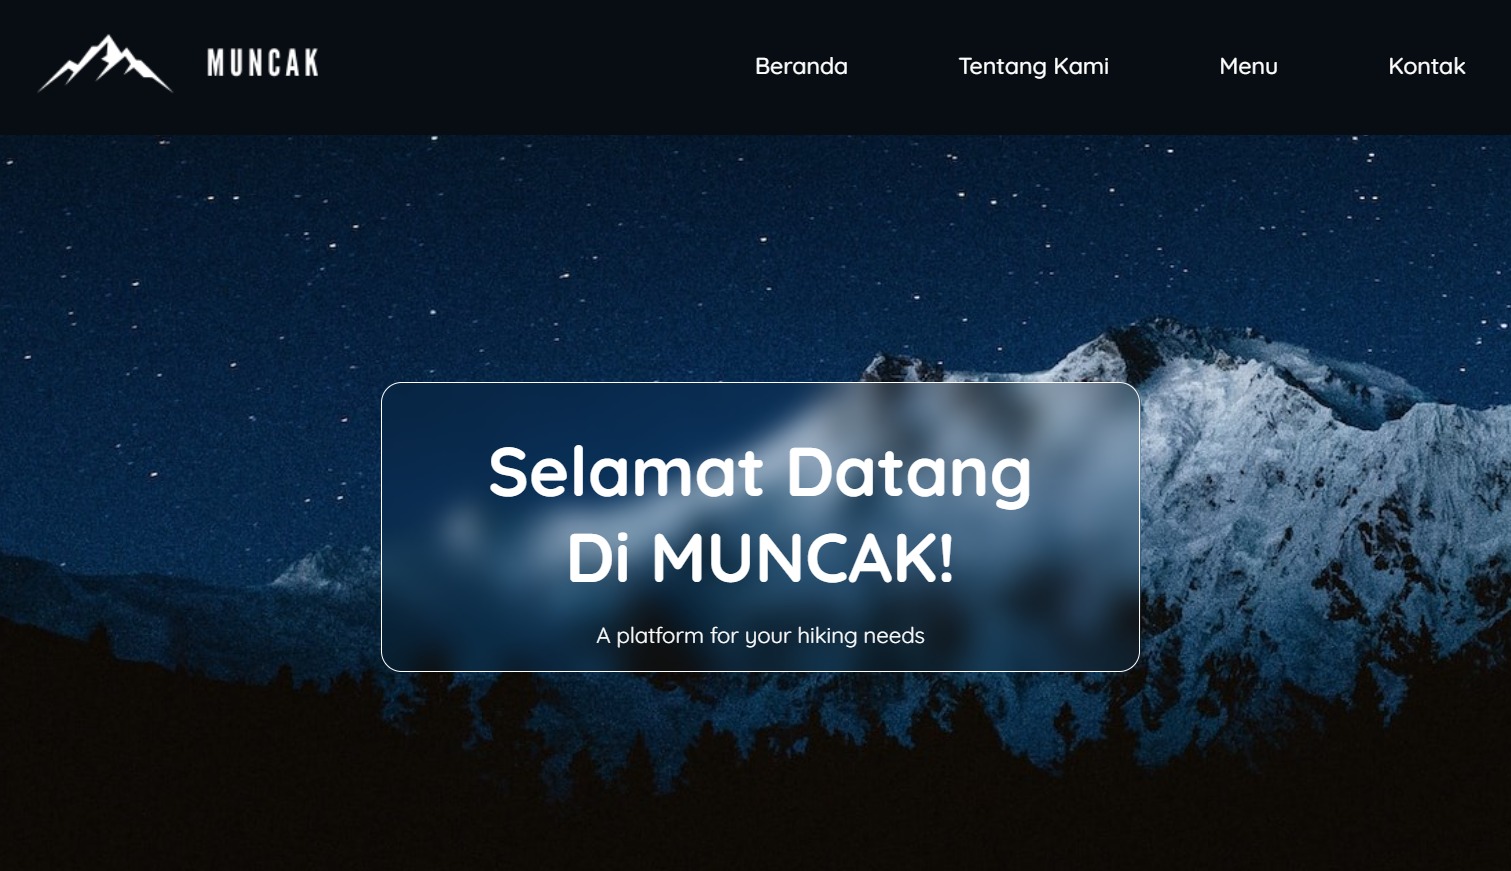 MUNCAK
Beranda
Tentang Kami
Menu
Kontak
Selamat Datang
Di MUNCAK!
A platform for your hiking needs